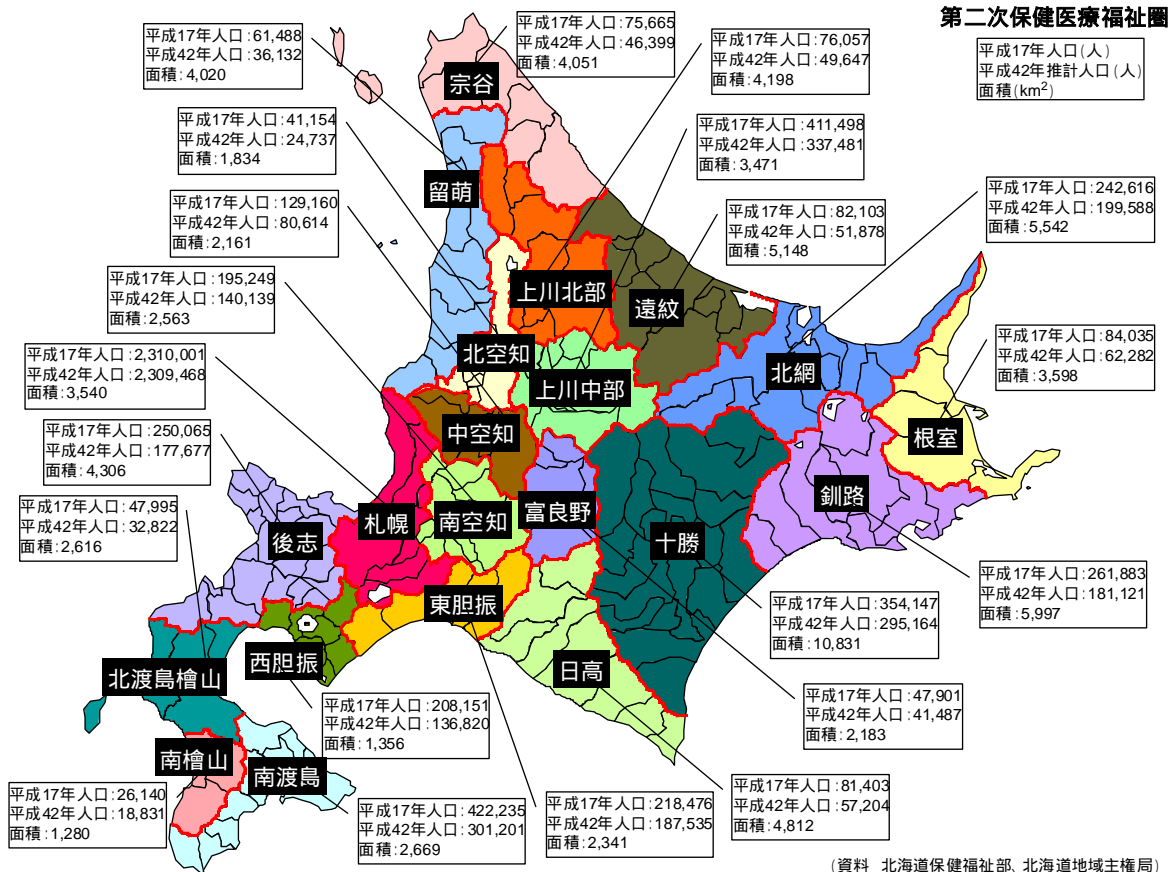 第二次保健医療福祉圏
平成17年人口(人)
平成42年推計人口(人)
面積(km²)
平成17年人口:61,488
平成42年人口:36,132
面積:4,020
平成17年人口:75,665
平成42年人口:46,399
面積:4,051
平成17年人口:76,057
平成42年人口:49,647
面積:4,198
平成17年人口:41,154
平成42年人口:24,737
面積:1,834
平成17年人口:411,498
平成42年人口:337,481
面積:3,471
平成17年人口:129,160
平成42年人口:80,614
面積:2,161
平成17年人口:82,103
平成42年人口:51,878
面積:5,148
平成17年人口:242,616
平成42年人口:199,588
面積:5,542
平成17年人口:195,249
平成42年人口:140,139
面積:2,563
平成17年人口:2,310,001
平成42年人口:2,309,468
面積:3,540
平成17年人口:84,035
平成42年人口:62,282
面積:3,598
平成17年人口:250,065
平成42年人口:177,677
面積:4,306
平成17年人口:47,995
平成42年人口:32,822
面積:2,616
宗谷
留萌
上川北部
遠紋
北空知
上川中部
北網
中空知
根室
釧路
札幌
南空知
富良野
十勝
後志
東胆振
西胆振
日高
北渡島檜山
南檜山
南渡島
平成17年人口:261,883
平成42年人口:181,121
面積:5,997
平成17年人口:354,147
平成42年人口:295,164
面積:10,831
平成17年人口:208,151
平成42年人口:136,820
面積:1,356
平成17年人口:47,901
平成42年人口:41,487
面積:2,183
平成17年人口:26,140
平成42年人口:18,831
面積:1,280
平成17年人口:422,235
平成42年人口:301,201
面積:2,669
平成17年人口:218,476
平成42年人口:187,535
面積:2,341
平成17年人口:81,403
平成42年人口:57,204
面積:4,812
(資料 北海道保健福祉部、北海道地域主権局)